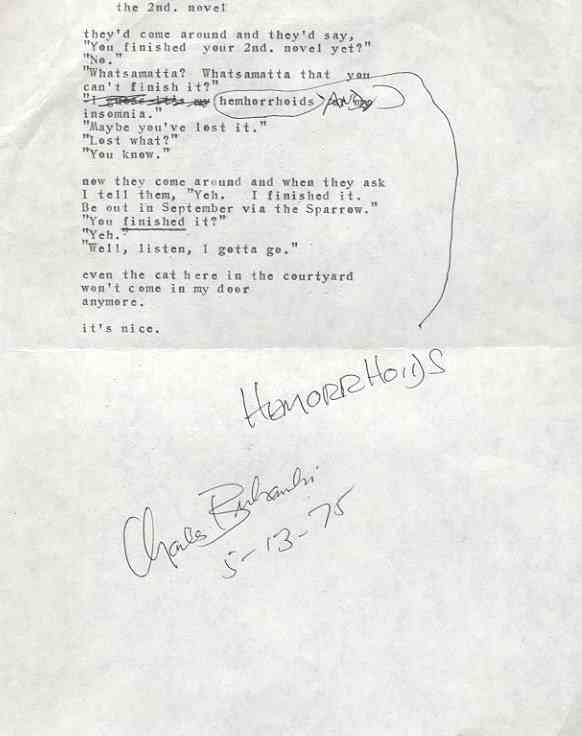 the 2nd. novel
they'd come around and they'd say,
"You finished your 2nd. novel yet?"
"No."
"Whatsamatta? Whatsamatta that you
can't finish it?"
hemhorrhoids
insomnia."
"Maybe you've lost it."
"Lost what?"
"You know."
now they come around and when they ask
I tell them, "Yeh. I finished it.
Be out in September via the Sparrow."
"You finished it?"
"Yeh."
"Well, listen, I gotta go."
even the cat here in the courtyard
won't come in my door
anymore.
it's nice.
HEMORRHOIDS
Charles Bukowski
5-13-75